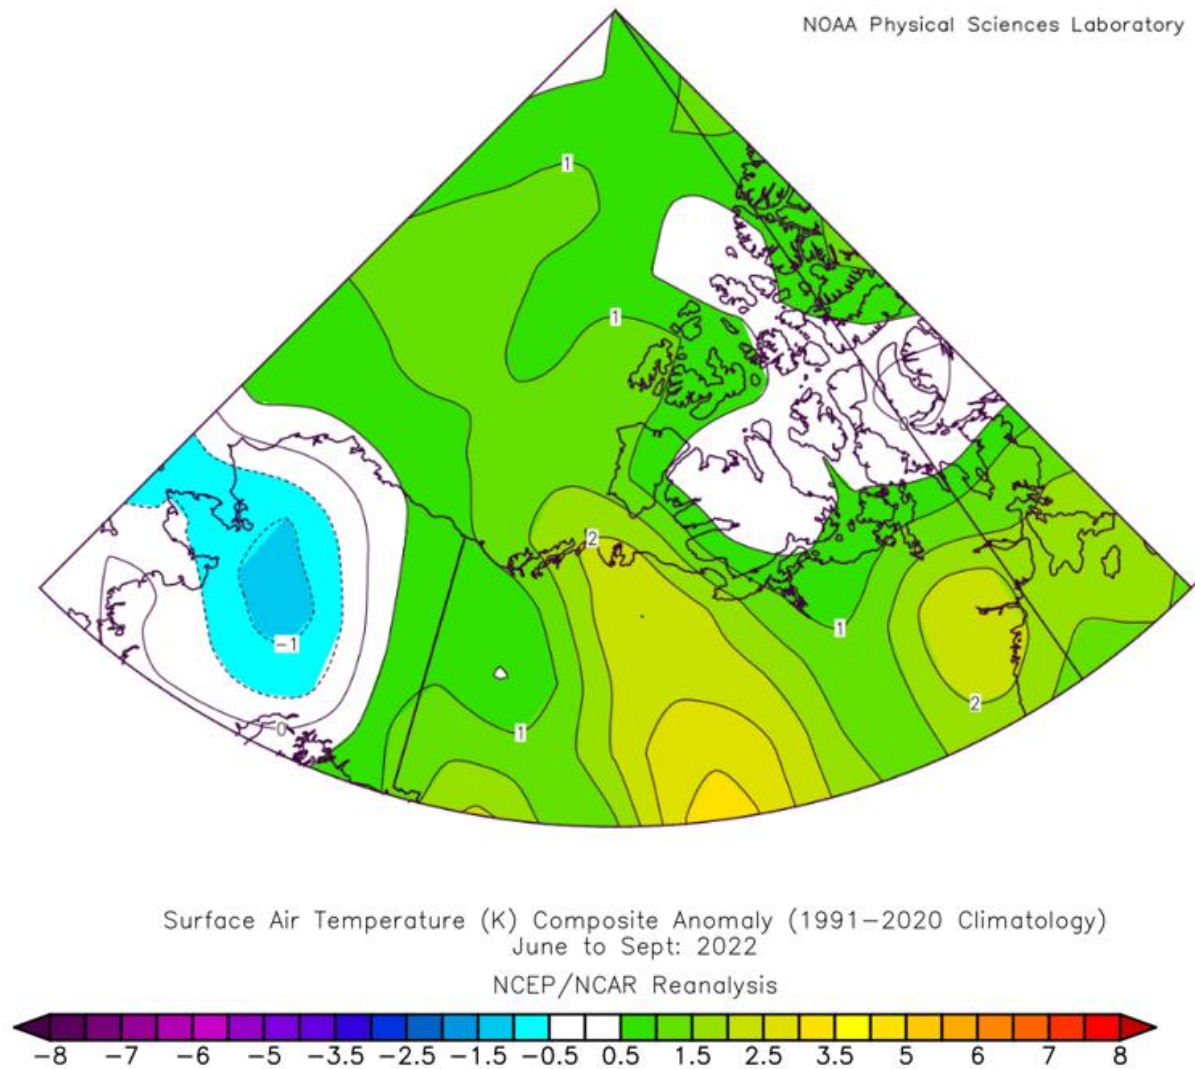 NOAA Physical Sciences Laboratory
1
1
2
-1
1
0
1
2
0
Surface Air Temperature (K) Composite Anomaly (1991-2020 Climatology)
June to Sept: 2022
NCEP/NCAR Reanalysis
-8 -7 -6 -5 -3.5 -2.5 -1.5 -0.5 0.5 1.5 2.5 3.5 5 6 7 8